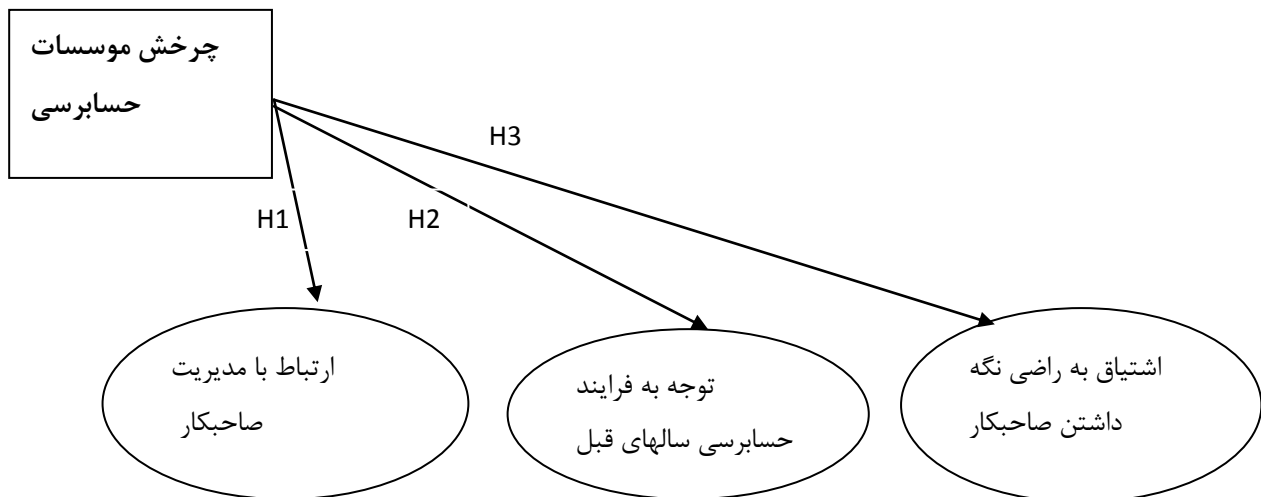 چرخش موسسات
حسابرسی
H3
H1
H2
ارتباط با مدیریت
صاحبکار
توجه به فرایند
حسابرسی سالهای قبل
اشتیاق به راضی نگه
داشتن صاحبکار